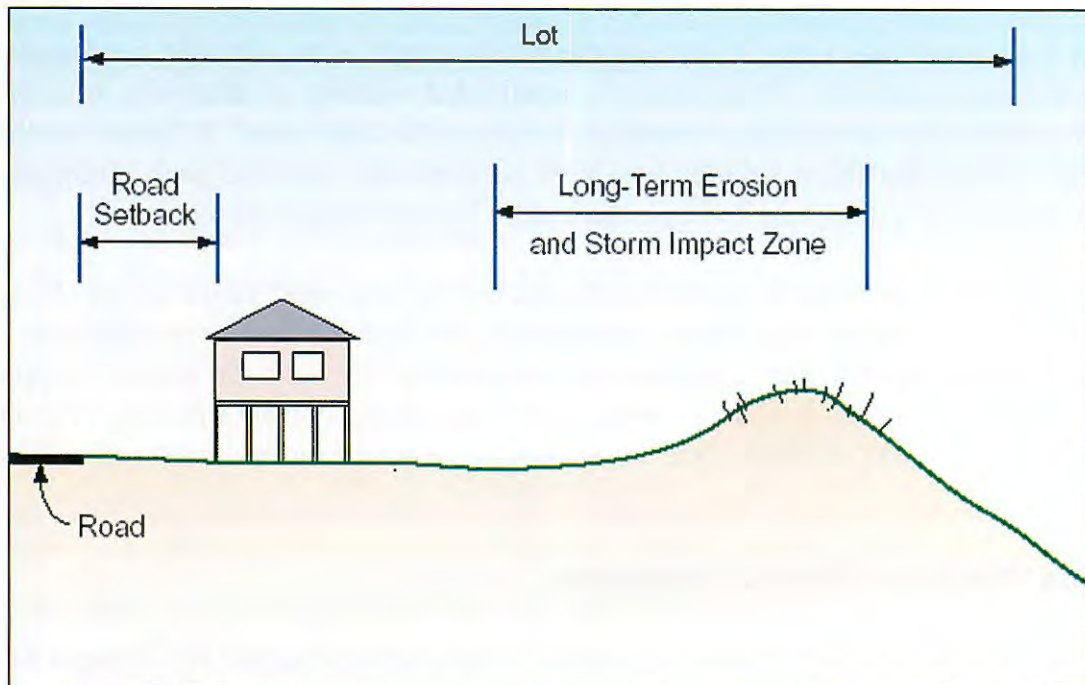 Lot
Road
Setback
Long-Term Erosion
and Storm Impact Zone
Road